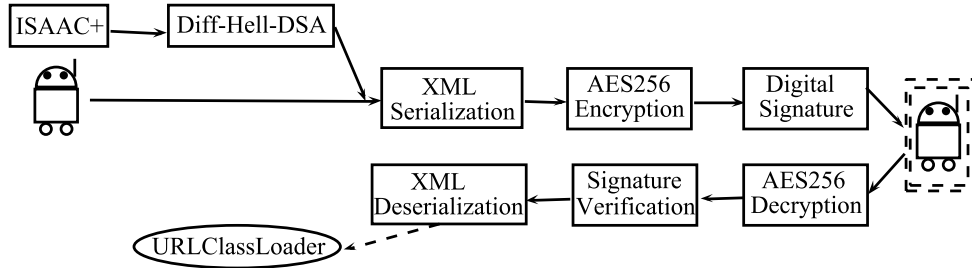 ISAAC+
Diff-Hell-DSA
XML
Serialization
AES256
Encryption
Digital
Signature
XML
Deserialization
Signature
Verification
AES256
Decryption
URLClassLoader